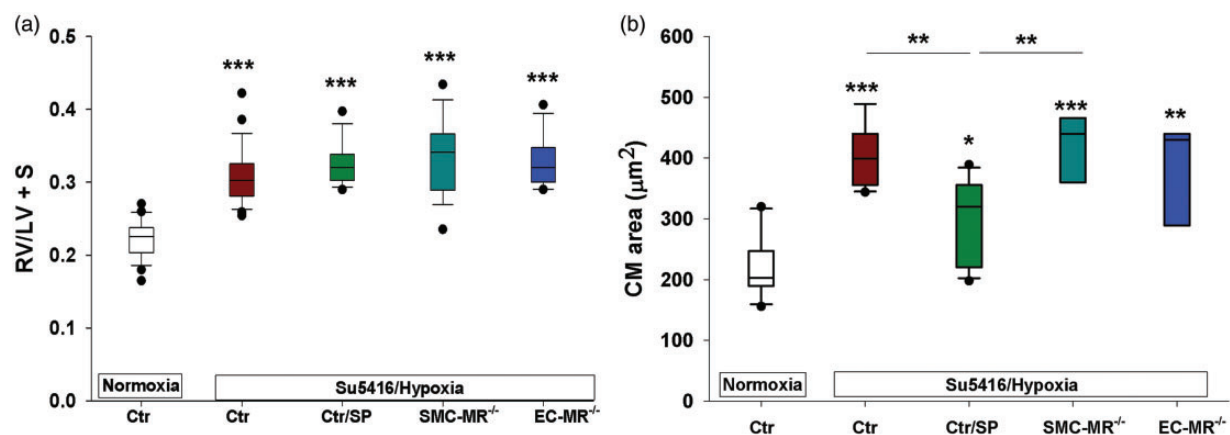 (a)
0.5
0.4
0.3
0.2
0.1
0.0
RV/LV + S
***
***
***
***
Normoxia
Su5416/Hypoxia
Ctr
Ctr
Ctr/SP
SMC-MR-/-
EC-MR-/-
(b)
600
500
400
300
200
100
0
CM area (μm2)
**
**
***
*
***
**
Normoxia
Su5416/Hypoxia
Ctr
Ctr
Ctr/SP
SMC-MR-/-
EC-MR-/-